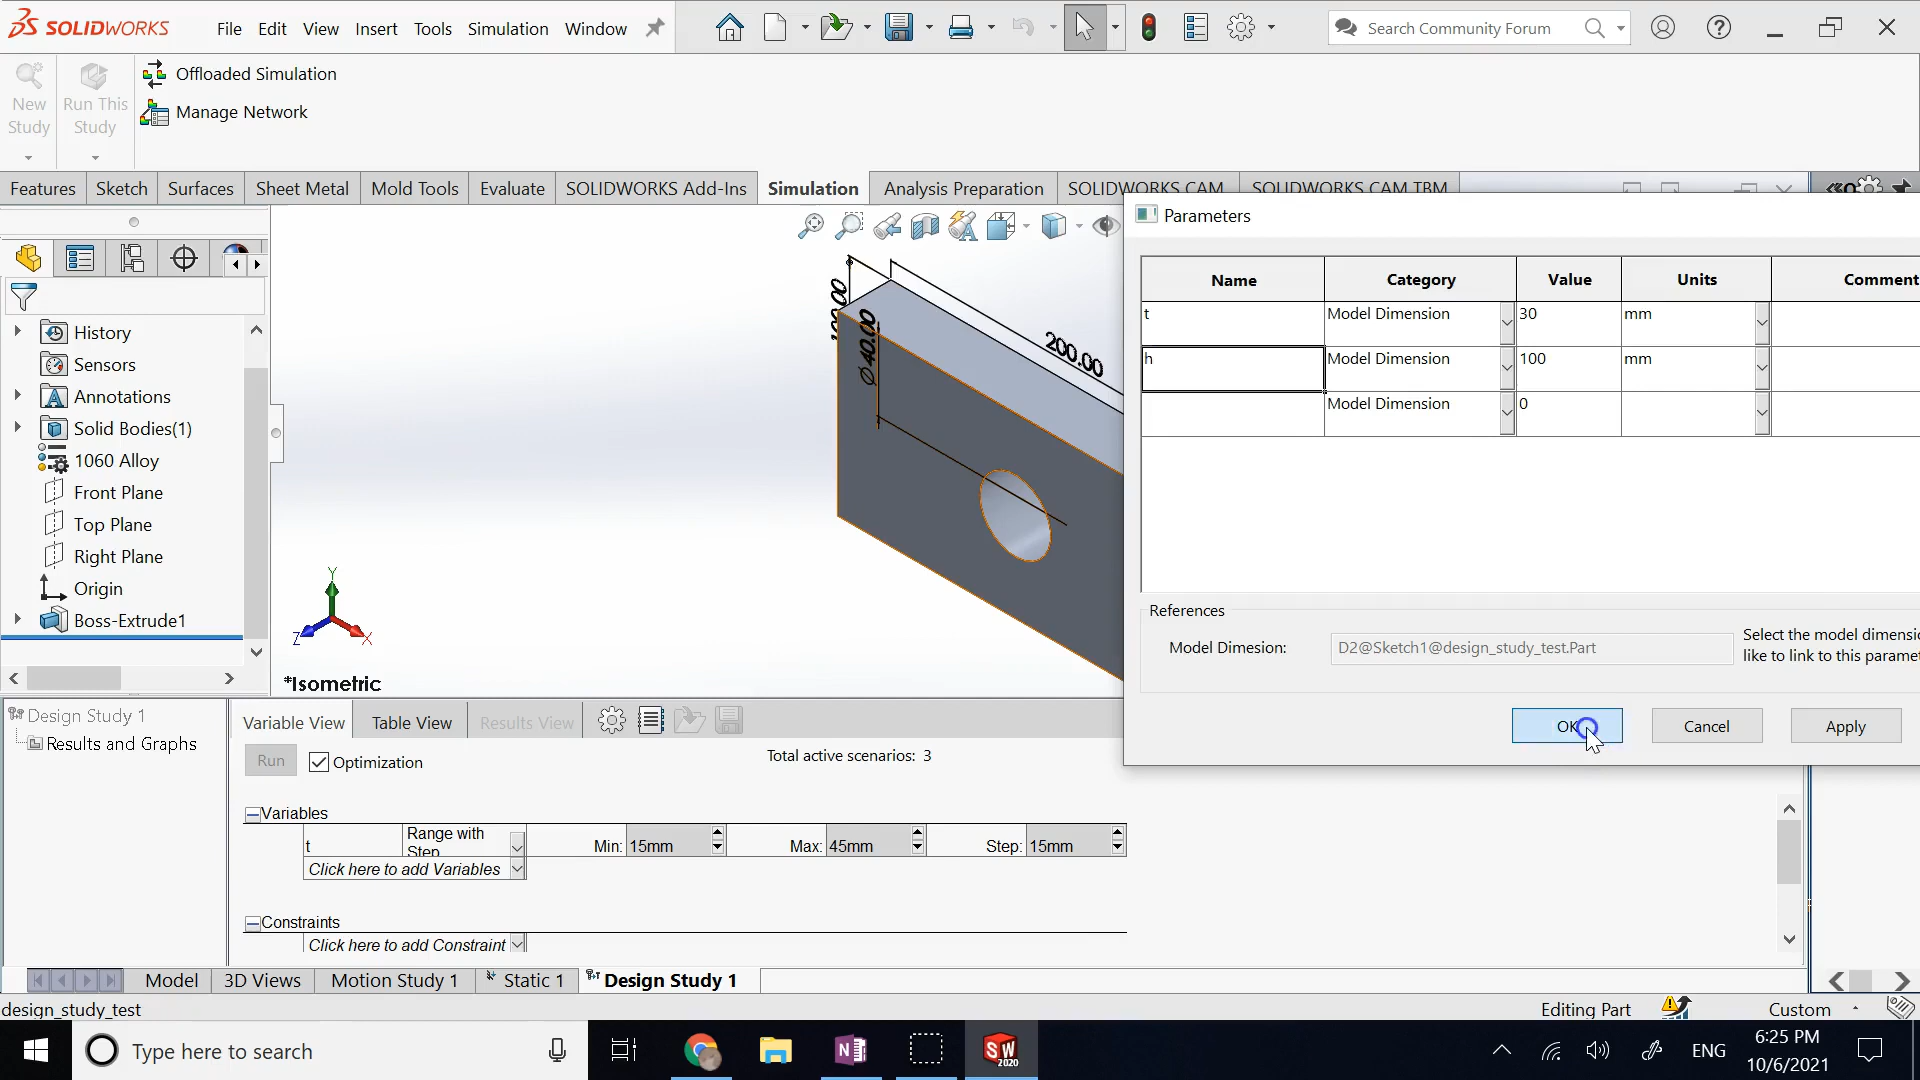 SOLIDWORKS
File Edit View Insert Tools Simulation Window
Search Community Forum
New Study
Run This Study
Offloaded Simulation
Manage Network
Features Sketch Surfaces Sheet Metal Mold Tools Evaluate SOLIDWORKS Add-Ins Simulation Analysis Preparation SOLIDWORKS CAM SOLIDWORKS CAM TBM
Parameters
Name Category Value Units Comment
t Model Dimension 30 mm
h Model Dimension 100 mm
Model Dimension 0
References
Model Dimesion: D2@Sketch1@design_study_test.Part
Select the model dimensio
like to link to this paramet
OK Cancel Apply
History
Sensors
Annotations
Solid Bodies(1)
1060 Alloy
Front Plane
Top Plane
Right Plane
Origin
Boss-Extrude1
100.00
Ø 40.00
200.00
Y
Z
X
*Isometric
Design Study 1
Results and Graphs
Variable View Table View Results View
Run Optimization
Total active scenarios: 3
Variables
t Range with Step Min: 15mm Max: 45mm Step: 15mm
Click here to add Variables
Constraints
Click here to add Constraint
Model 3D Views Motion Study 1 Static 1 Design Study 1
design_study_test
Editing Part
Custom
Type here to search
N
SW
2020
ENG
6:25 PM
10/6/2021